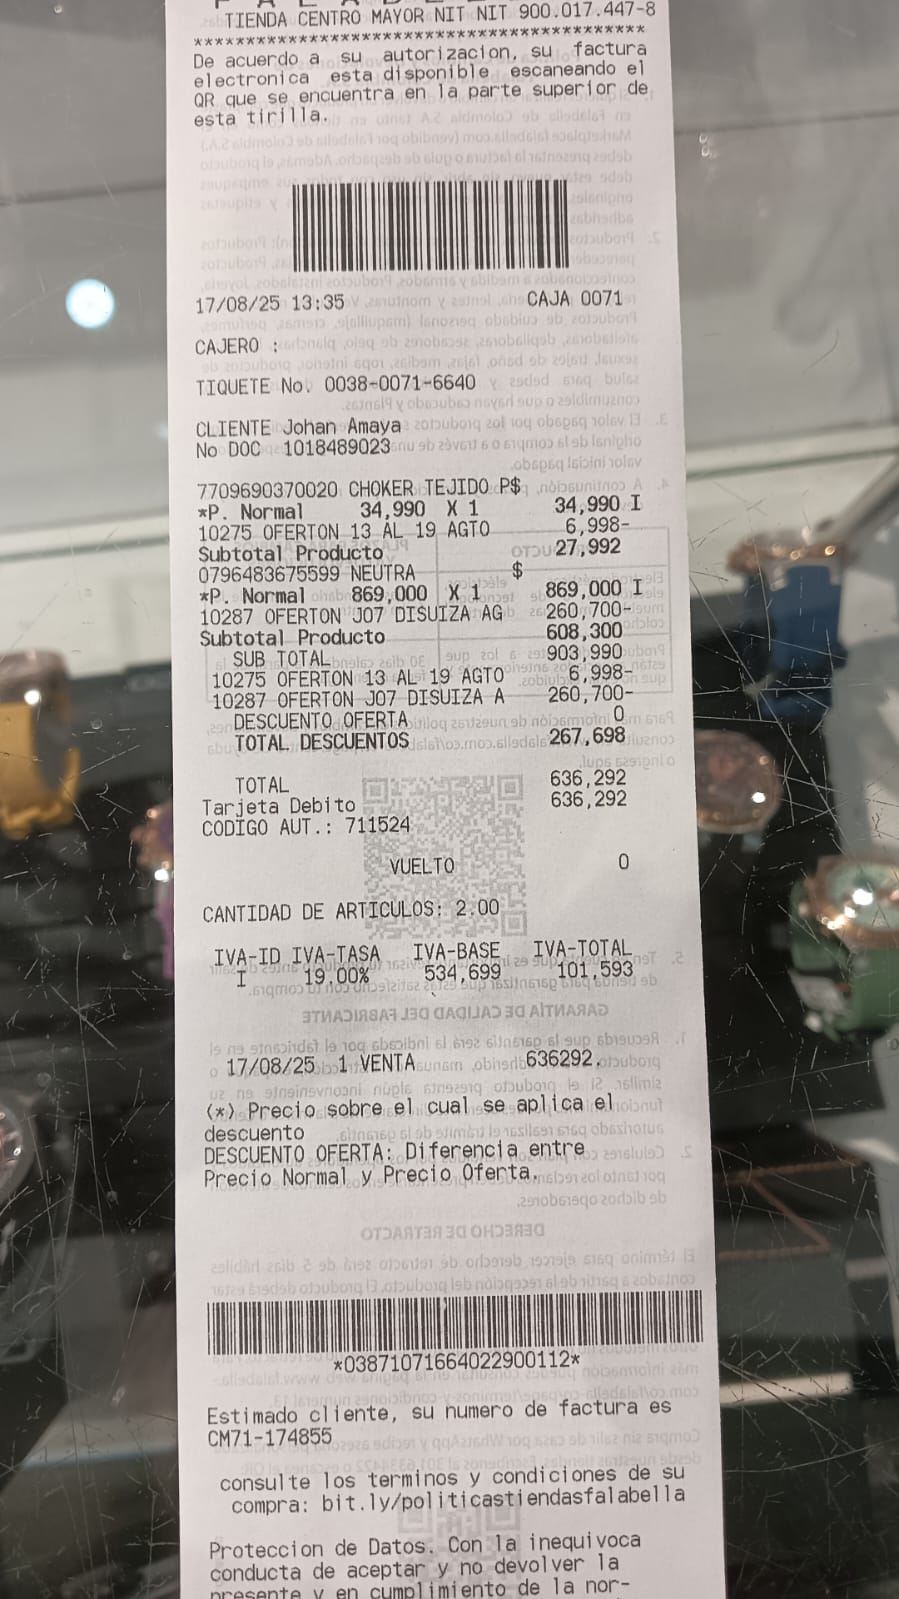 TIENDA CENTRO MAYOR NIT NIT 900.017.447-8
*******************************************
De acuerdo a su autorizacion, su factura
electronica esta disponible escaneando el
QR que se encuentra en la parte superior de
esta tirilla.
17/08/25 13:35 CAJA 0071
CAJERO :
TIQUETE No. 0038-0071-6640
CLIENTE Johan Amaya
No DOC 1018489023
7709690370020 CHOKER TEJIDO P$
*P. Normal 34,990 X 1 34,990 I
10275 OFERTON 13 AL 19 AGTO 6,998-
Subtotal Producto 27,992
0796483675599 NEUTRA $
*P. Normal 869,000 X 1 869,000 I
10287 OFERTON JO7 DISUIZA AG 260,700-
Subtotal Producto 608,300
SUB TOTAL 903,990
10275 OFERTON 13 AL 19 AGTO 6,998-
10287 OFERTON JO7 DISUIZA A 260,700-
DESCUENTO OFERTA 0
TOTAL DESCUENTOS 267,698
TOTAL 636,292
Tarjeta Debito 636,292
CODIGO AUT.: 711524
VUELTO 0
CANTIDAD DE ARTICULOS: 2.00
IVA-ID IVA-TASA IVA-BASE IVA-TOTAL
I 19.00% 534,699 101,593
17/08/25 1 VENTA 636292.
(*) Precio sobre el cual se aplica el
descuento
DESCUENTO OFERTA: Diferencia entre
Precio Normal y Precio Oferta.
*03871071664022900112*
Estimado cliente, su numero de factura es
CM71-174855
consulte los terminos y condiciones de su
compra: bit.ly/politicastiendasfalabella
Proteccion de Datos. Con la inequivoca
conducta de aceptar y no devolver la
presente y en cumplimiento de la nor-